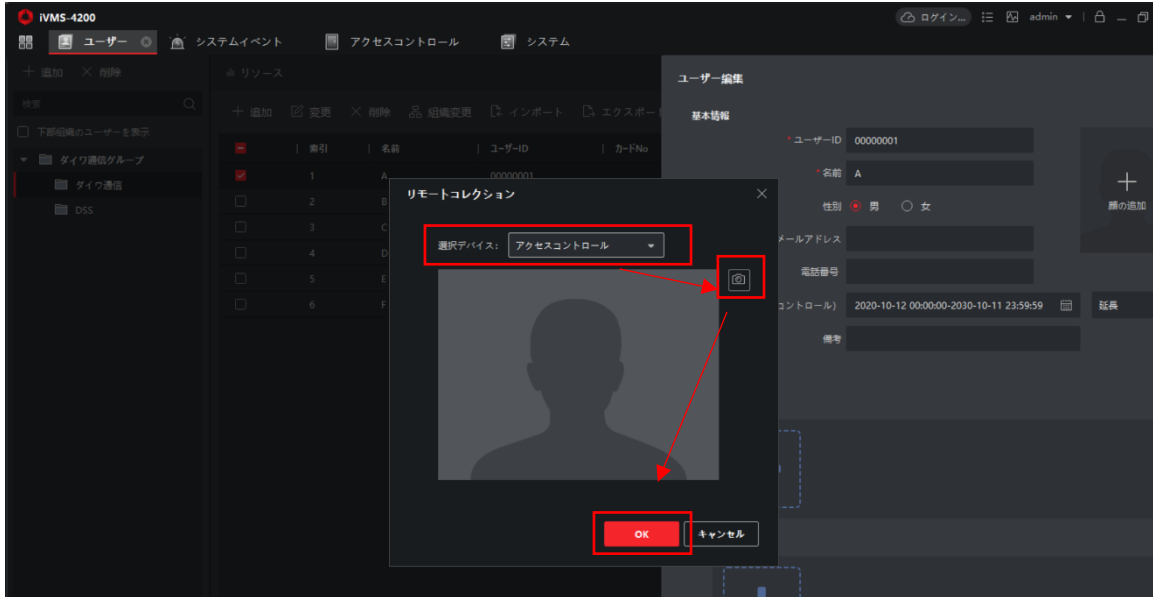 iVMS-4200
ログイン...
admin
ユーザー
システムイベント
アクセスコントロール
システム
追加
削除
リソース
検索
追加
変更
削除
組織変更
インポート
エクスポート
下部組織のユーザーを表示
ダイワ通信グループ
ダイワ通信
DSS
索引
名前
ユーザーID
カードNo
1 A 00000001
2 B
3 C
4 D
5 E
6 F
リモートコレクション
選択デバイス: アクセスコントロール
OK
キャンセル
ユーザー編集
基本情報
* ユーザーID 00000001
* 名前 A
性別 男 女
顔の追加
メールアドレス
電話番号
コントロール) 2020-10-12 00:00:00-2030-10-11 23:59:59 延長
備考